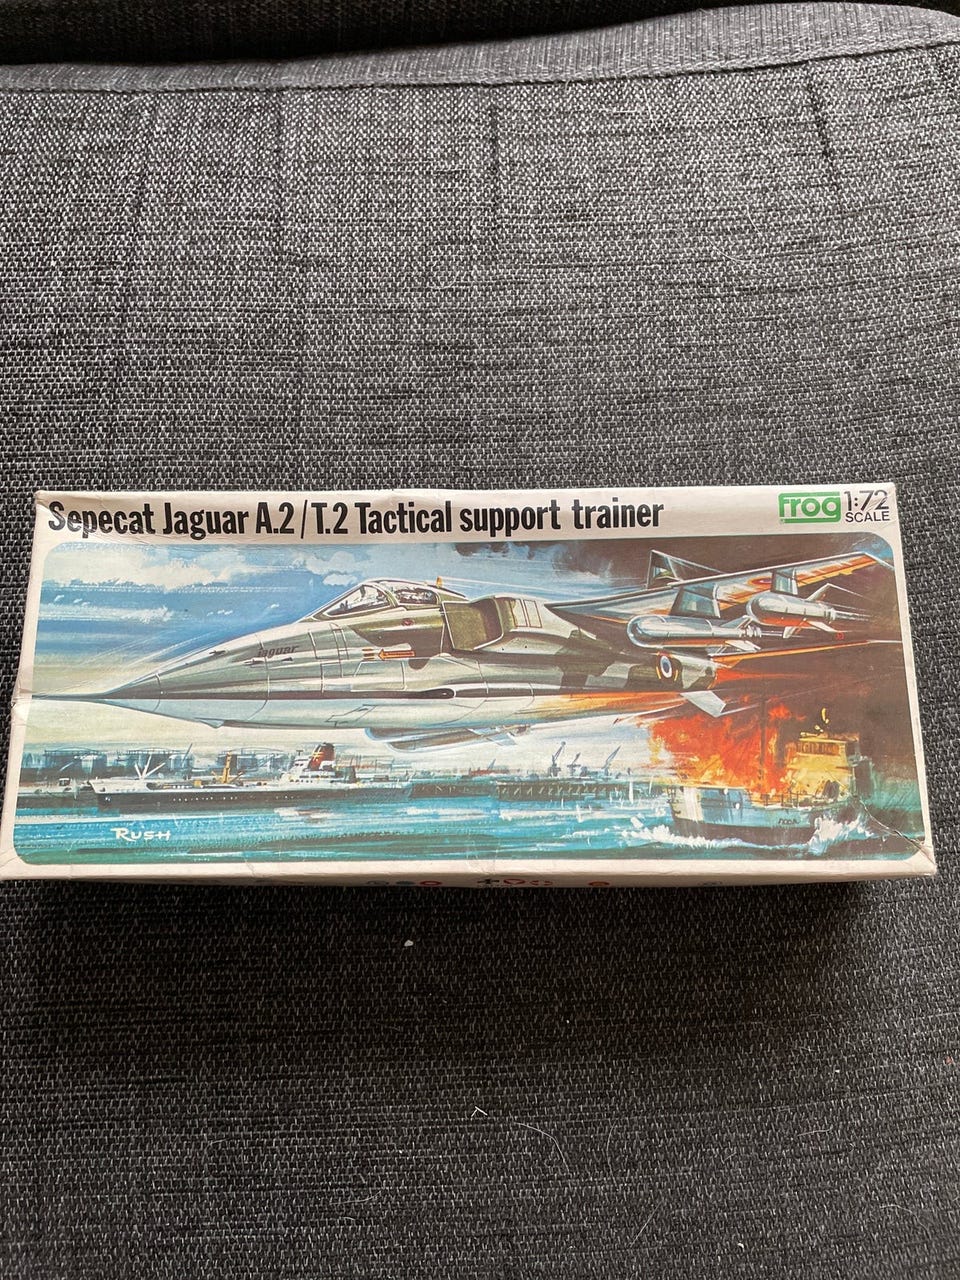 Sepecat Jaguar A.2/T.2 Tactical support trainer
frog 1:72
SCALE
jaguar
RUSH